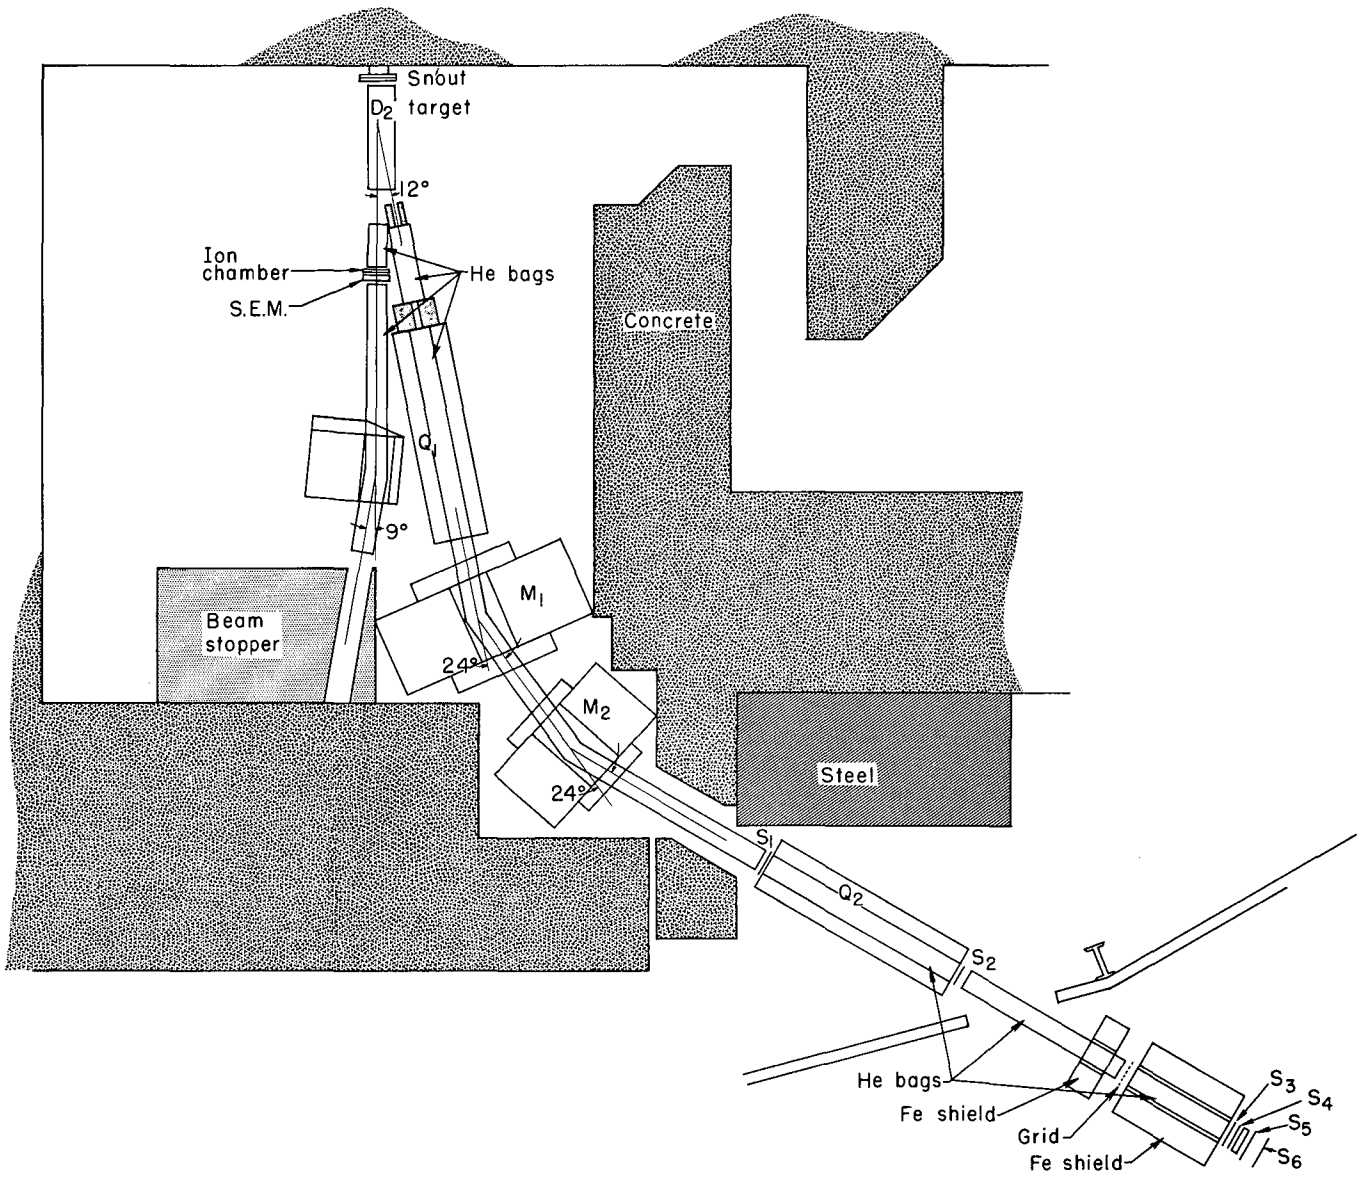 Snout
target
D2
12°
Ion
chamber
S.E.M.
He bags
Concrete
Q1
9°
M1
Beam
stopper
24°
M2
24°
Steel
S1
Q2
S2
He bags
Fe shield
Grid
Fe shield
S3
S4
S5
S6